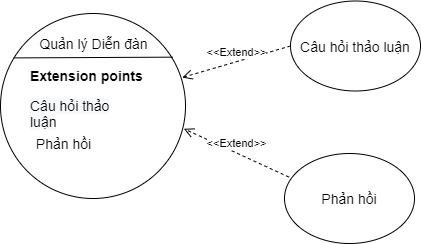 Quản lý Diễn đàn
Extension points
Câu hỏi thảo
luận
Phản hồi
<<Extend>>
Câu hỏi thảo luận
<<Extend>>
Phản hồi